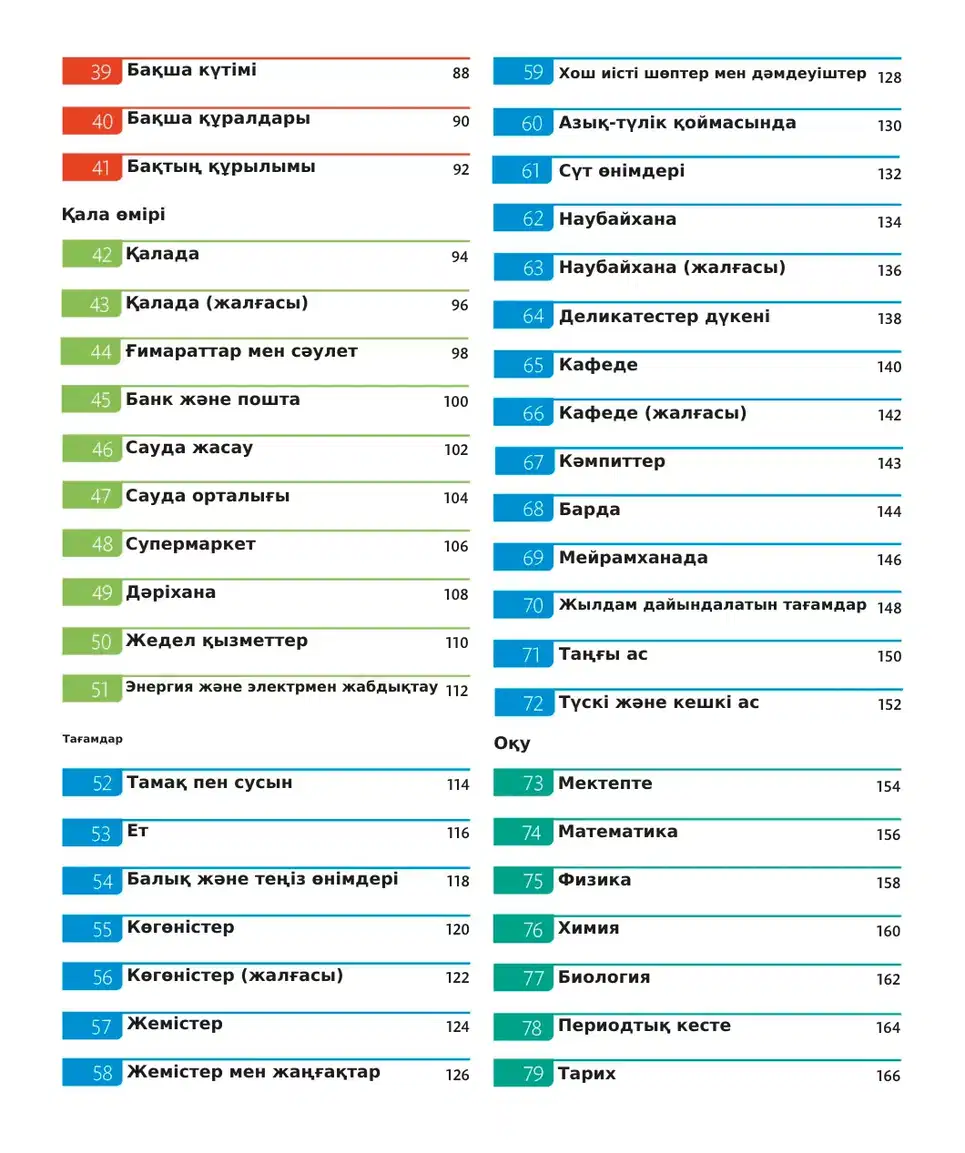 39 Бақша күтімі 88
40 Бақша құралдары 90
41 Бақтың құрылымы 92
Қала өмірі
42 Қалада 94
43 Қалада (жалғасы) 96
44 Ғимараттар мен сәулет 98
45 Банк және пошта 100
46 Сауда жасау 102
47 Сауда орталығы 104
48 Супермаркет 106
49 Дәріхана 108
50 Жедел қызметтер 110
51 Энергия және электрмен жабдықтау 112
Тағамдар
52 Тамақ пен сусын 114
53 Ет 116
54 Балық және теңіз өнімдері 118
55 Көгөністер 120
56 Көгөністер (жалғасы) 122
57 Жемістер 124
58 Жемістер мен жаңғақтар 126
59 Хош иісті шөптер мен дәмдеуіштер 128
60 Азық-түлік қоймасында 130
61 Сүт өнімдері 132
62 Наубайхана 134
63 Наубайхана (жалғасы) 136
64 Деликатестер дүкені 138
65 Кафеде 140
66 Кафеде (жалғасы) 142
67 Кәмпиттер 143
68 Барда 144
69 Мейрамханада 146
70 Жылдам дайындалатын тағамдар 148
71 Таңғы ас 150
72 Түскі және кешкі ас 152
Оқу
73 Мектепте 154
74 Математика 156
75 Физика 158
76 Химия 160
77 Биология 162
78 Периодтық кесте 164
79 Тарих 166